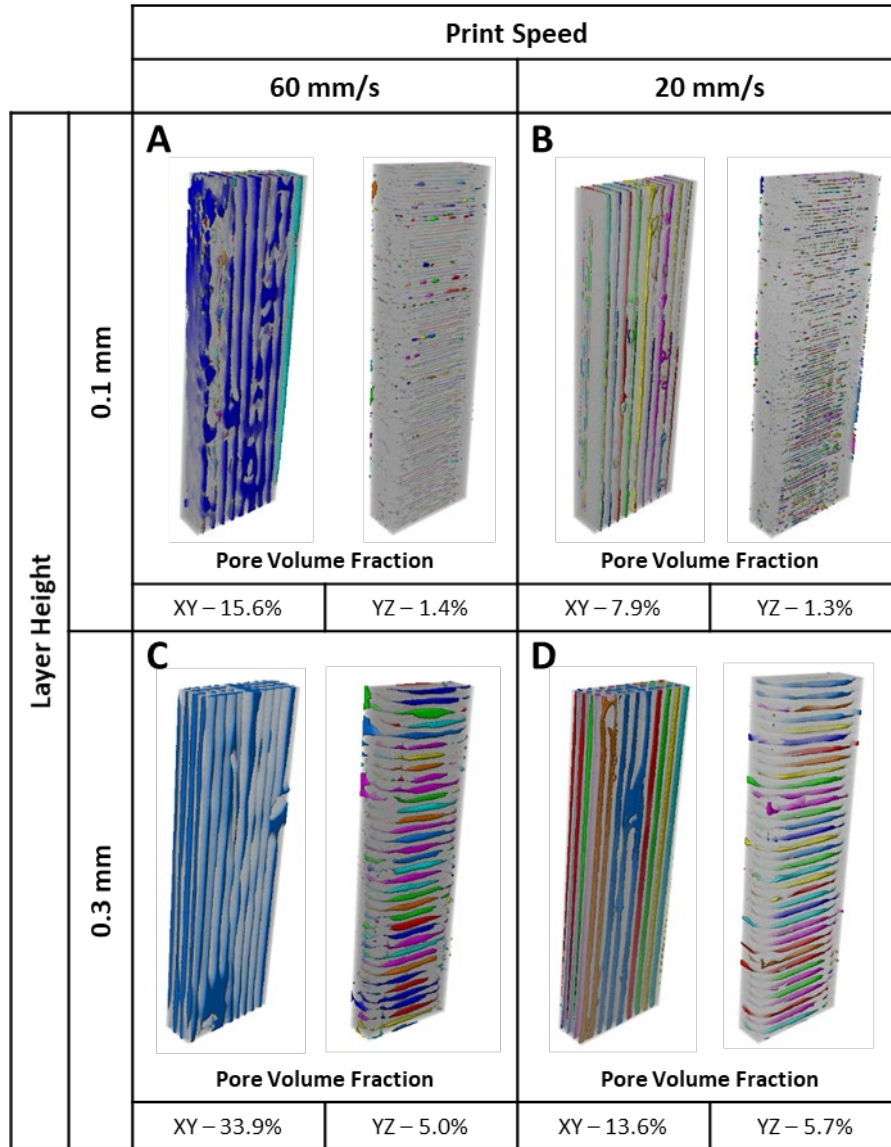 Print Speed
60 mm/s
20 mm/s
Layer Height
0.1 mm
A
B
Pore Volume Fraction
Pore Volume Fraction
XY – 15.6%
YZ – 1.4%
XY – 7.9%
YZ – 1.3%
0.3 mm
C
D
Pore Volume Fraction
Pore Volume Fraction
XY – 33.9%
YZ – 5.0%
XY – 13.6%
YZ – 5.7%